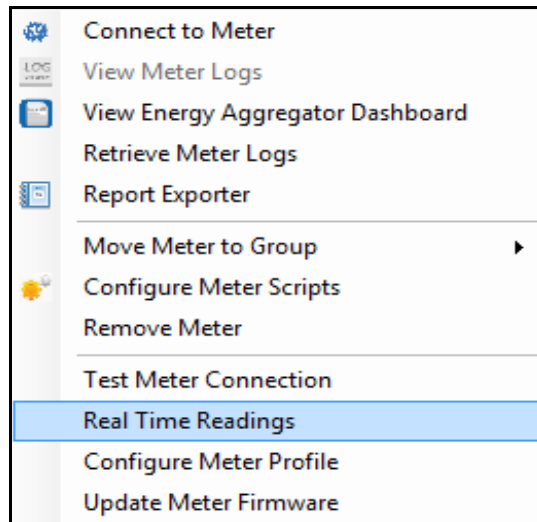 Connect to Meter
LOG
View Meter Logs
View Energy Aggregator Dashboard
Retrieve Meter Logs
Report Exporter
Move Meter to Group
Configure Meter Scripts
Remove Meter
Test Meter Connection
Real Time Readings
Configure Meter Profile
Update Meter Firmware